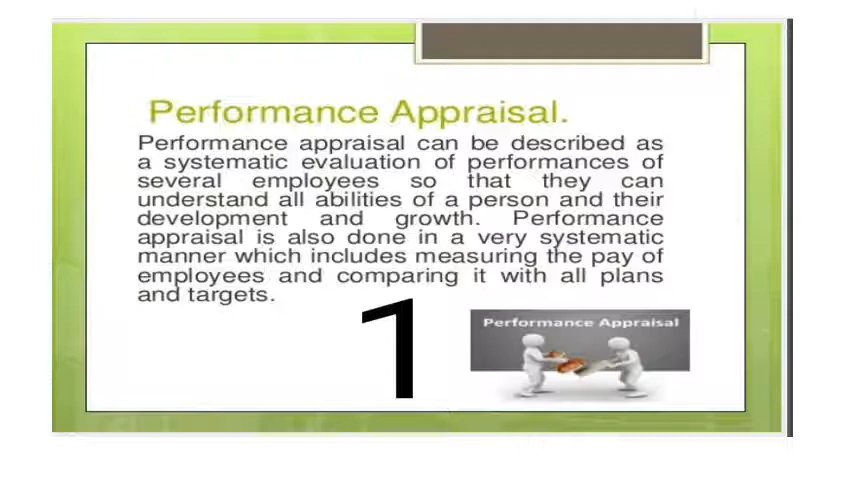 Performance Appraisal.
Performance appraisal can be described as
a systematic evaluation of performances of
several employees so that they can
understand all abilities of a person and their
development and growth. Performance
appraisal is also done in a very systematic
manner which includes measuring the pay of
employees and comparing it with all plans
and targets.
1
Performance Appraisal